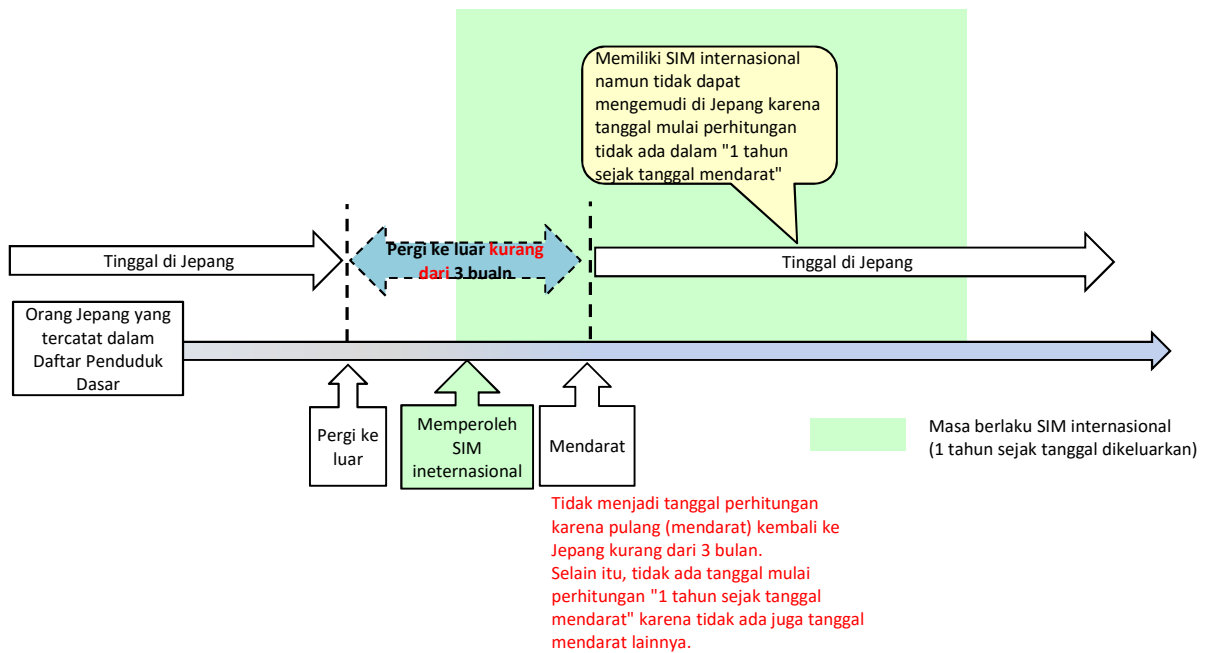 Memiliki SIM internasional
namun tidak dapat
mengemudi di Jepang karena
tanggal mulai perhitungan
tidak ada dalam "1 tahun
sejak tanggal mendarat"
Tinggal di Jepang
Pergi ke luar kurang
dari 3 bualn
Tinggal di Jepang
Orang Jepang yang
tercatat dalam
Daftar Penduduk
Dasar
Pergi ke
luar
Memperoleh
SIM
ineternasional
Mendarat
Masa berlaku SIM internasional
(1 tahun sejak tanggal dikeluarkan)
Tidak menjadi tanggal perhitungan
karena pulang (mendarat) kembali ke
Jepang kurang dari 3 bulan.
Selain itu, tidak ada tanggal mulai
perhitungan "1 tahun sejak tanggal
mendarat" karena tidak ada juga tanggal
mendarat lainnya.